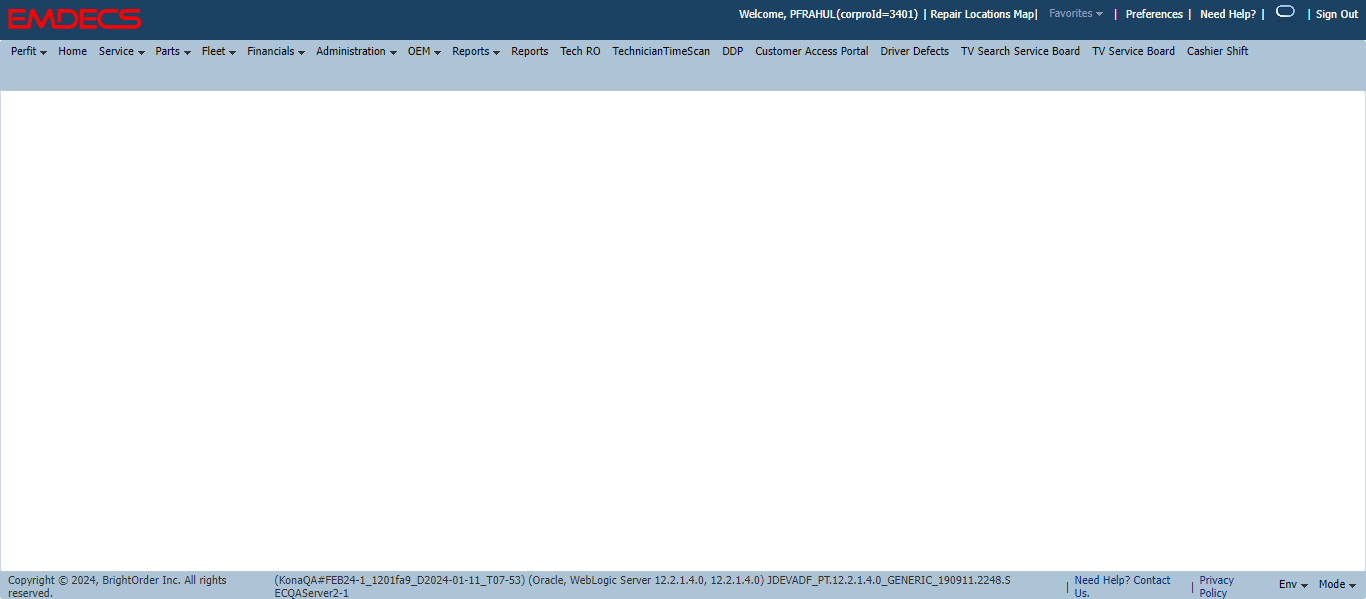 EMDECS
Welcome, PFRAHUL(corproId=3401) | Repair Locations Map| Favorites | Preferences | Need Help? | | Sign Out
Perfit Home Service Parts Fleet Financials Administration OEM Reports Reports Tech RO TechnicianTimeScan DDP Customer Access Portal Driver Defects TV Search Service Board TV Service Board Cashier Shift
Copyright © 2024, BrightOrder Inc. All rights
reserved.
(KonaQA#FEB24-1_1201fa9_D2024-01-11_T07-53) (Oracle, WebLogic Server 12.2.1.4.0, 12.2.1.4.0) JDEVADF_PT.12.2.1.4.0_GENERIC_190911.2248.S
ECQAServer2-1
| Need Help? Contact
Us.
| Privacy
Policy
Env Mode